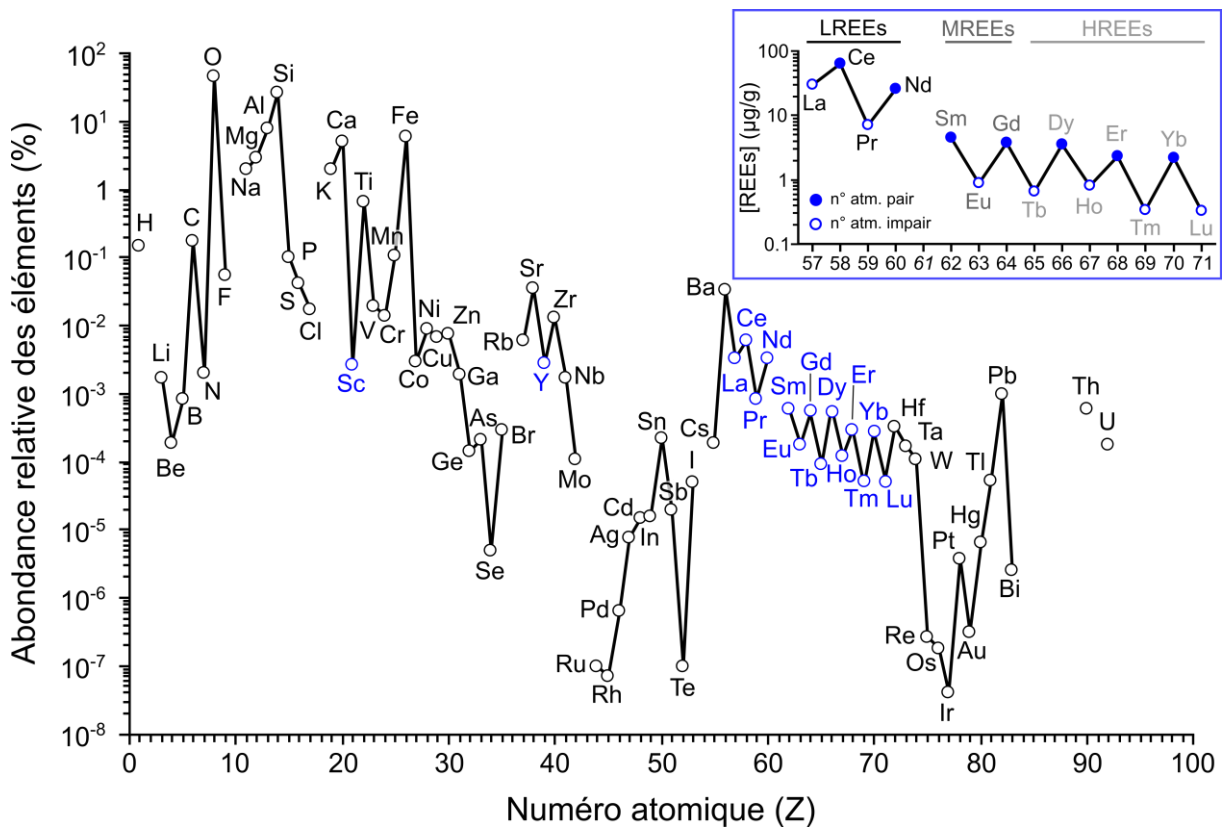 Abondance relative des éléments (%)
10²
10¹
1
10⁻¹
10⁻²
10⁻³
10⁻⁴
10⁻⁵
10⁻⁶
10⁻⁷
10⁻⁸
H
Li
Be
B
C
N
O
F
Na
Mg
Al
Si
P
S
Cl
K
Ca
Sc
Ti
V
Cr
Mn
Fe
Co
Ni
Cu
Zn
Ga
Ge
As
Se
Br
Rb
Sr
Y
Zr
Nb
Mo
Ru
Rh
Pd
Ag
Cd
In
Sn
Sb
Te
I
Cs
Ba
La
Ce
Pr
Nd
Sm
Eu
Gd
Tb
Dy
Ho
Er
Tm
Yb
Lu
Hf
Ta
W
Re
Os
Ir
Pt
Au
Hg
Tl
Pb
Bi
Th
U
0 10 20 30 40 50 60 70 80 90 100
Numéro atomique (Z)
LREEs MREEs HREEs
[REEs] (µg/g)
100
10
1
0.1
La
Ce
Pr
Nd
Sm
Eu
Gd
Tb
Dy
Ho
Er
Tm
Yb
Lu
n° atm. pair
n° atm. impair
57 58 59 60 61 62 63 64 65 66 67 68 69 70 71